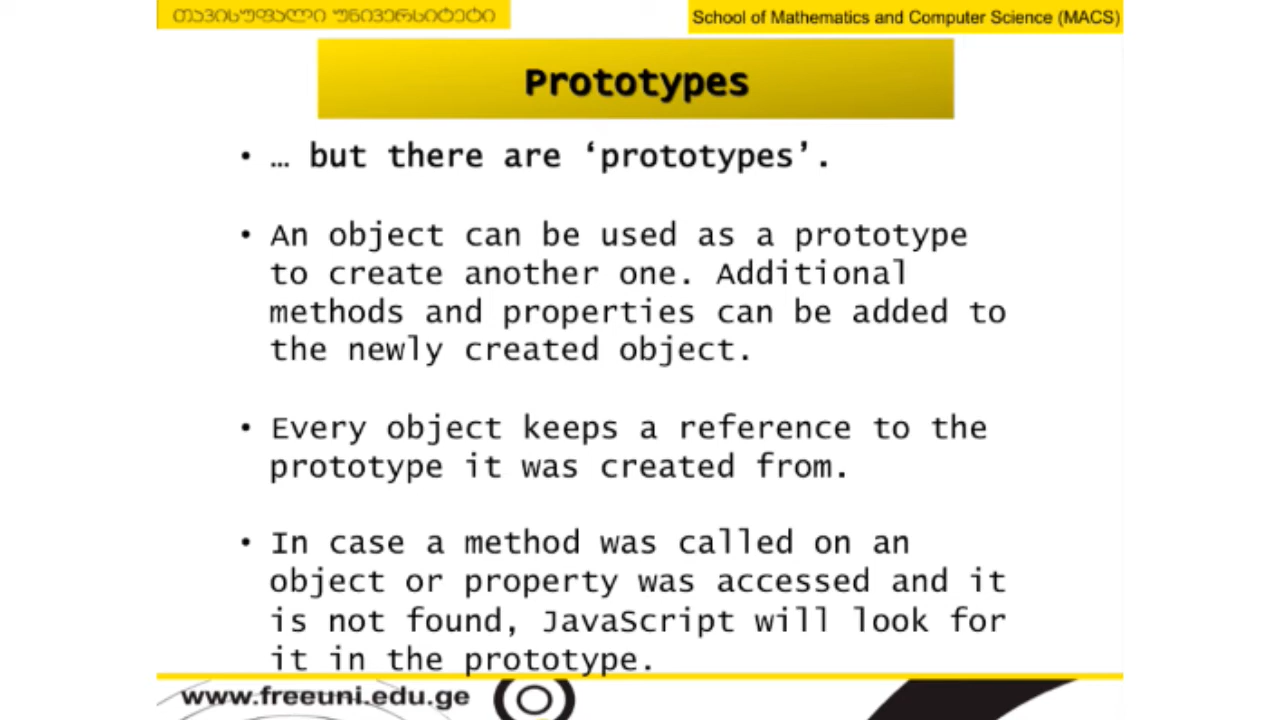 თავისუფალი უნივერსიტეტი
School of Mathematics and Computer Science (MACS)
Prototypes
• … but there are ‘prototypes’.
• An object can be used as a prototype
to create another one. Additional
methods and properties can be added to
the newly created object.
• Every object keeps a reference to the
prototype it was created from.
• In case a method was called on an
object or property was accessed and it
is not found, JavaScript will look for
it in the prototype.
www.freeuni.edu.ge